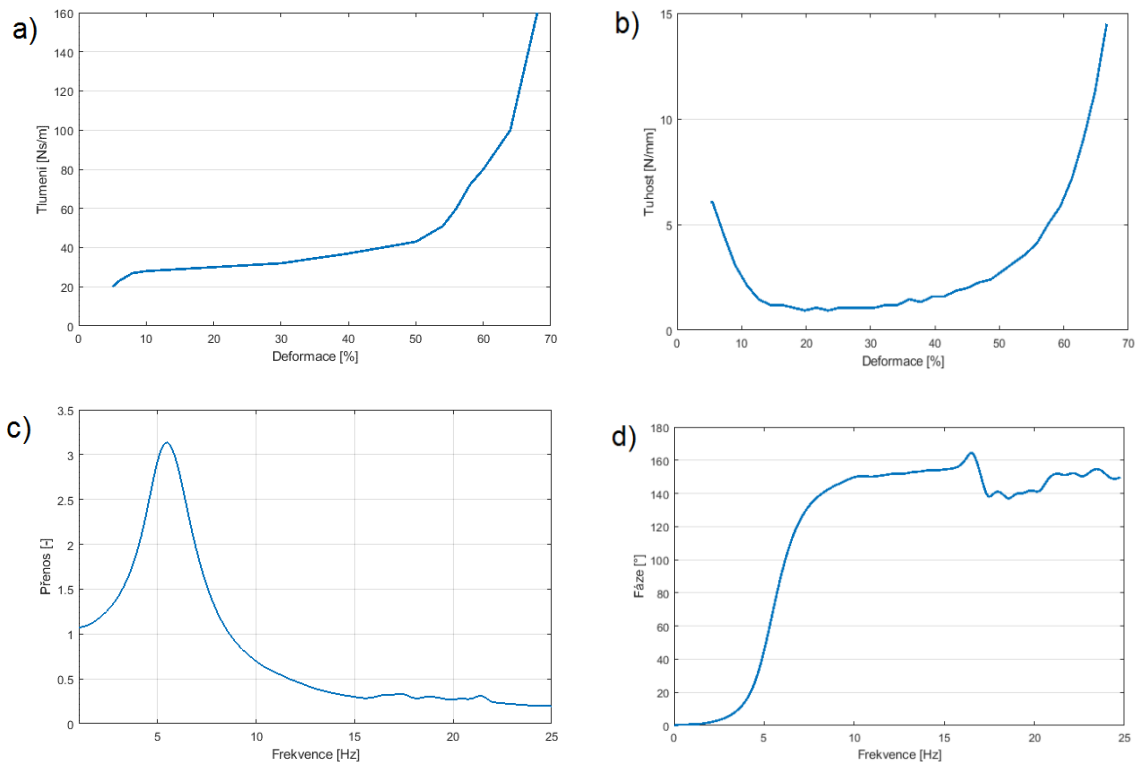 a)
160
140
120
100
80
60
40
20
0
Tlumení [Ns/m]
0 10 20 30 40 50 60 70
Deformace [%]
b)
15
10
5
0
Tuhost [N/mm]
0 10 20 30 40 50 60 70
Deformace [%]
c)
3.5
3
2.5
2
1.5
1
0.5
0
Přenos [-]
5 10 15 20 25
Frekvence [Hz]
d)
180
160
140
120
100
80
60
40
20
0
Fáze [°]
0 5 10 15 20 25
Frekvence [Hz]